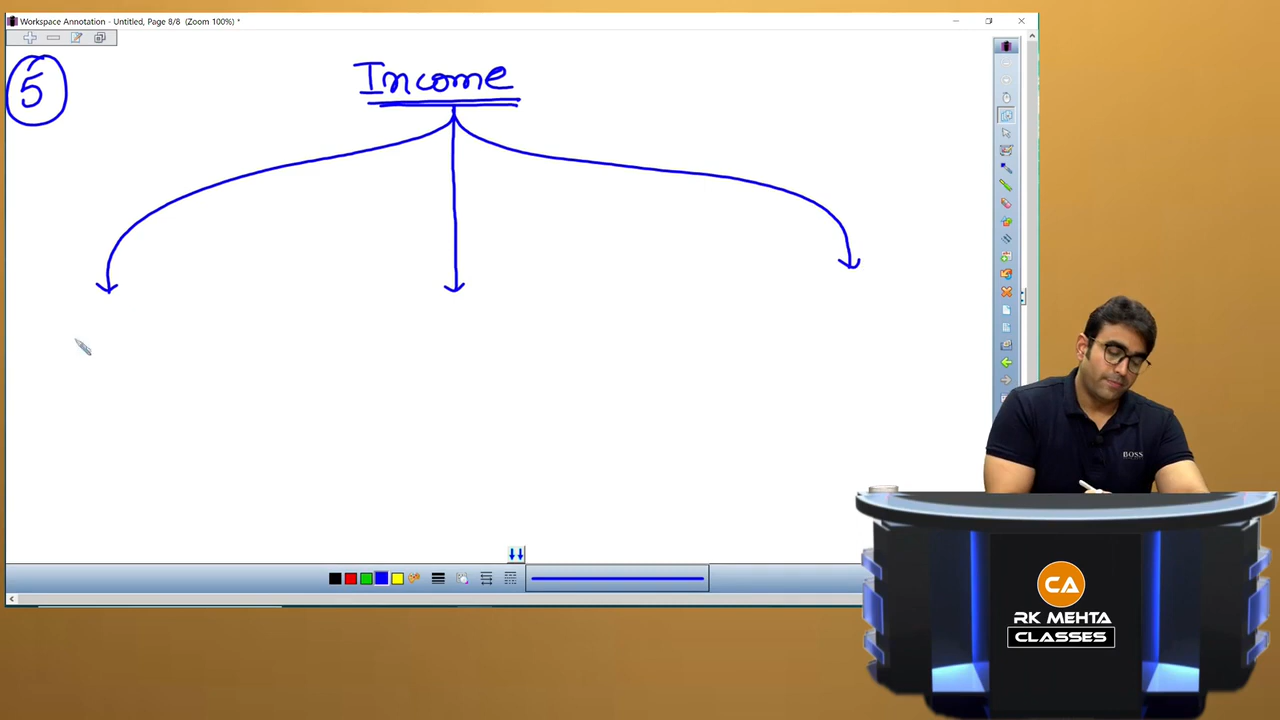 Workspace Annotation - Untitled, Page 8/8 (Zoom 100%) *
5
Income
BOSS
CA
RK MEHTA
CLASSES